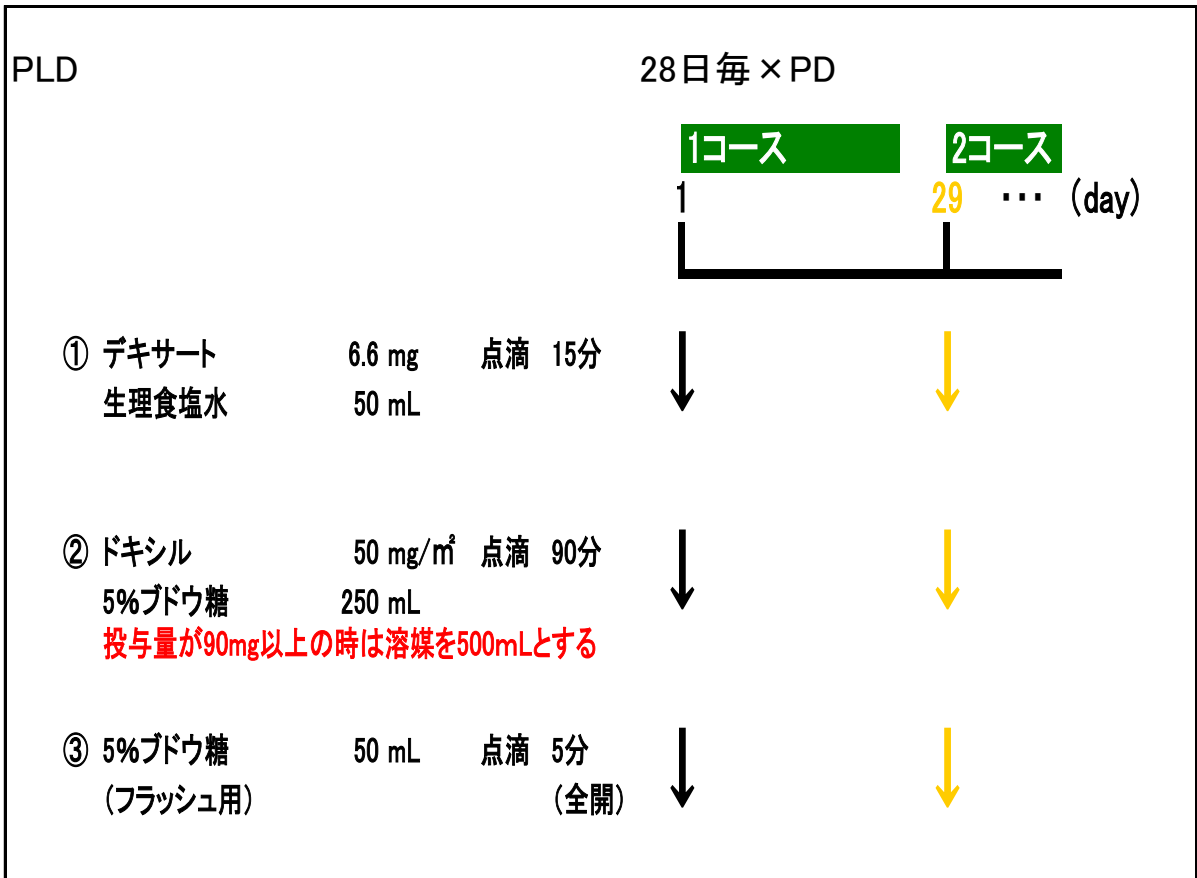 PLD 28日毎×PD
1コース 2コース
1 29 ・・・ (day)
① デキサート 6.6 mg 点滴 15分
生理食塩水 50 mL
② ドキシル 50 mg/㎡ 点滴 90分
5%ブドウ糖 250 mL
投与量が90mg以上の時は溶媒を500mLとする
③ 5%ブドウ糖 50 mL 点滴 5分
(フラッシュ用) (全開)